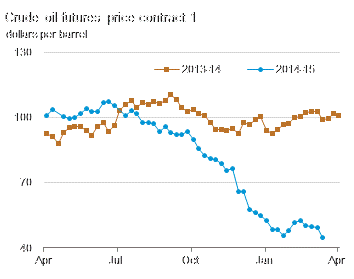 Crude oil futures price contract 1
dollars per barrel
130
2013-14
2014-15
100
70
40
Apr
Jul
Oct
Jan
Apr